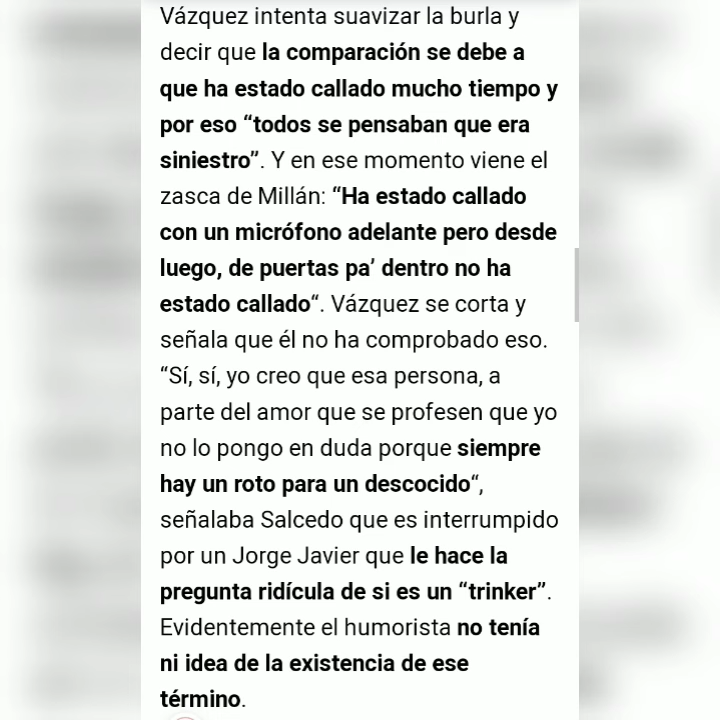 Vázquez intenta suavizar la burla y
decir que la comparación se debe a
que ha estado callado mucho tiempo y
por eso “todos se pensaban que era
siniestro”. Y en ese momento viene el
zasca de Millán: “Ha estado callado
con un micrófono adelante pero desde
luego, de puertas pa’ dentro no ha
estado callado“. Vázquez se corta y
señala que él no ha comprobado eso.
“Sí, sí, yo creo que esa persona, a
parte del amor que se profesen que yo
no lo pongo en duda porque siempre
hay un roto para un descocido“,
señalaba Salcedo que es interrumpido
por un Jorge Javier que le hace la
pregunta ridícula de si es un “trinker”.
Evidentemente el humorista no tenía
ni idea de la existencia de ese
término.